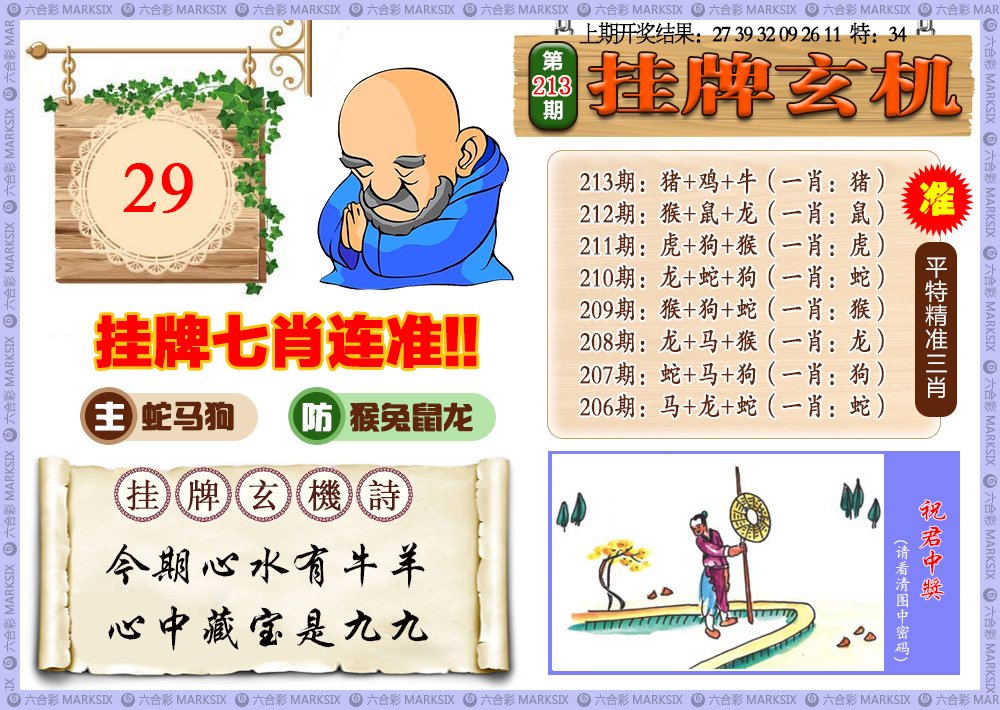 六合彩 MARKSIX
上期开奖结果：27 39 32 09 26 11 特：34
第213期
挂牌玄机
29
挂牌七肖连准!!
主 蛇马狗
防 猴兔鼠龙
挂牌玄機詩
今期心水有牛羊
心中藏宝是九九
213期：猪+鸡+牛（一肖：猪）
212期：猴+鼠+龙（一肖：鼠）
211期：虎+狗+猴（一肖：虎）
210期：龙+蛇+狗（一肖：蛇）
209期：猴+狗+蛇（一肖：猴）
208期：龙+马+猴（一肖：龙）
207期：蛇+马+狗（一肖：狗）
206期：马+龙+蛇（一肖：蛇）
准
平特精准三肖
祝君中獎
（请看清图中密码）